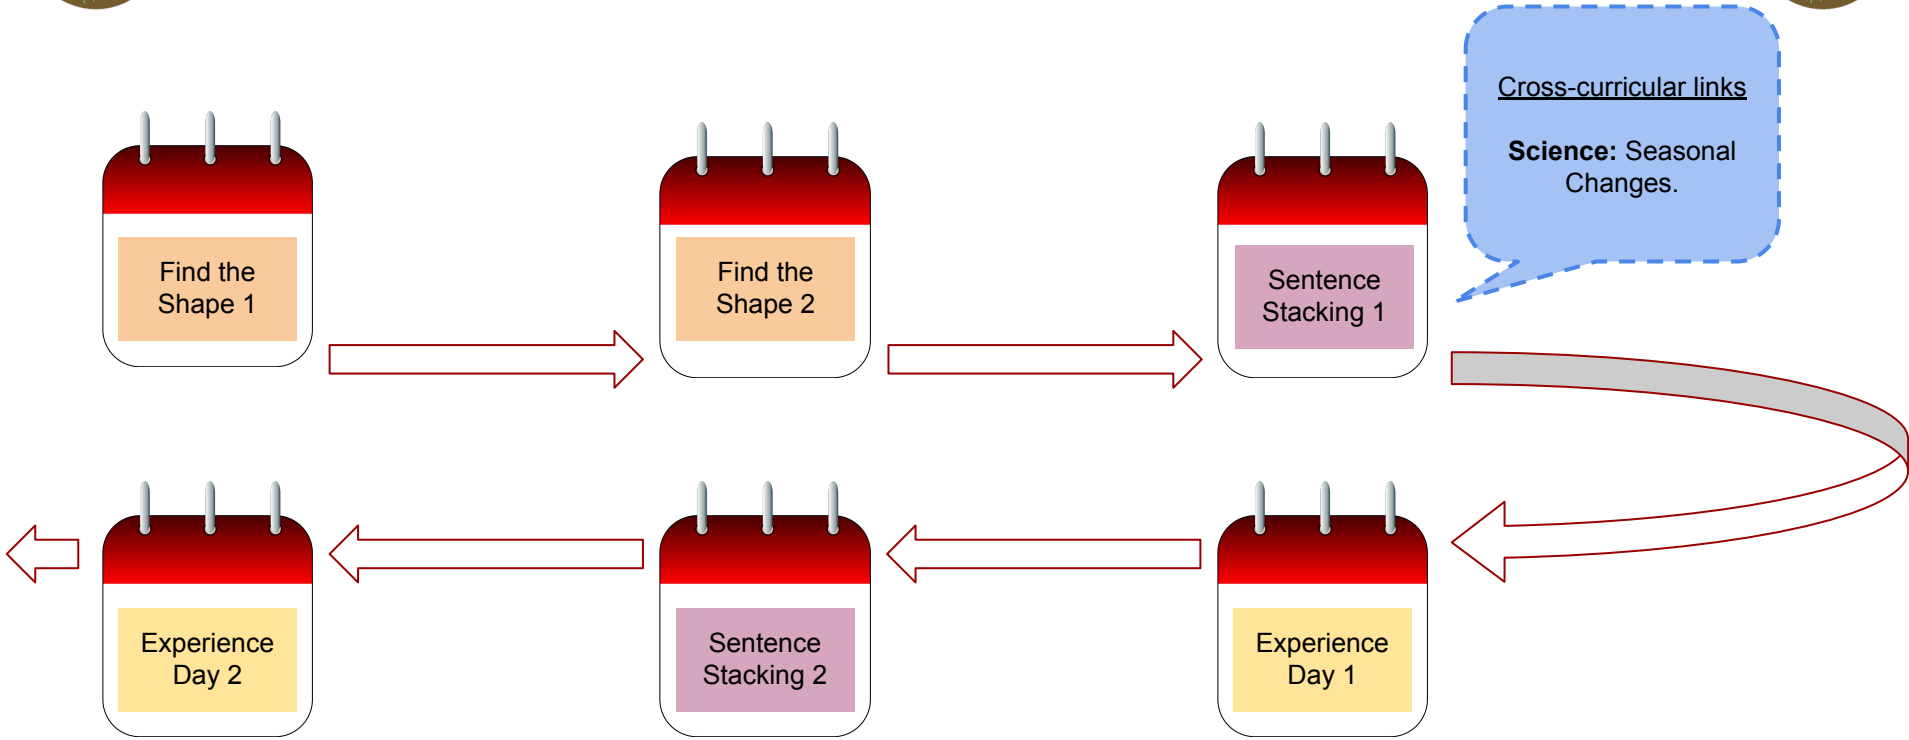 Find the
Shape 1
Find the
Shape 2
Sentence
Stacking 1
Cross-curricular links
Science: Seasonal
Changes.
Experience
Day 2
Sentence
Stacking 2
Experience
Day 1